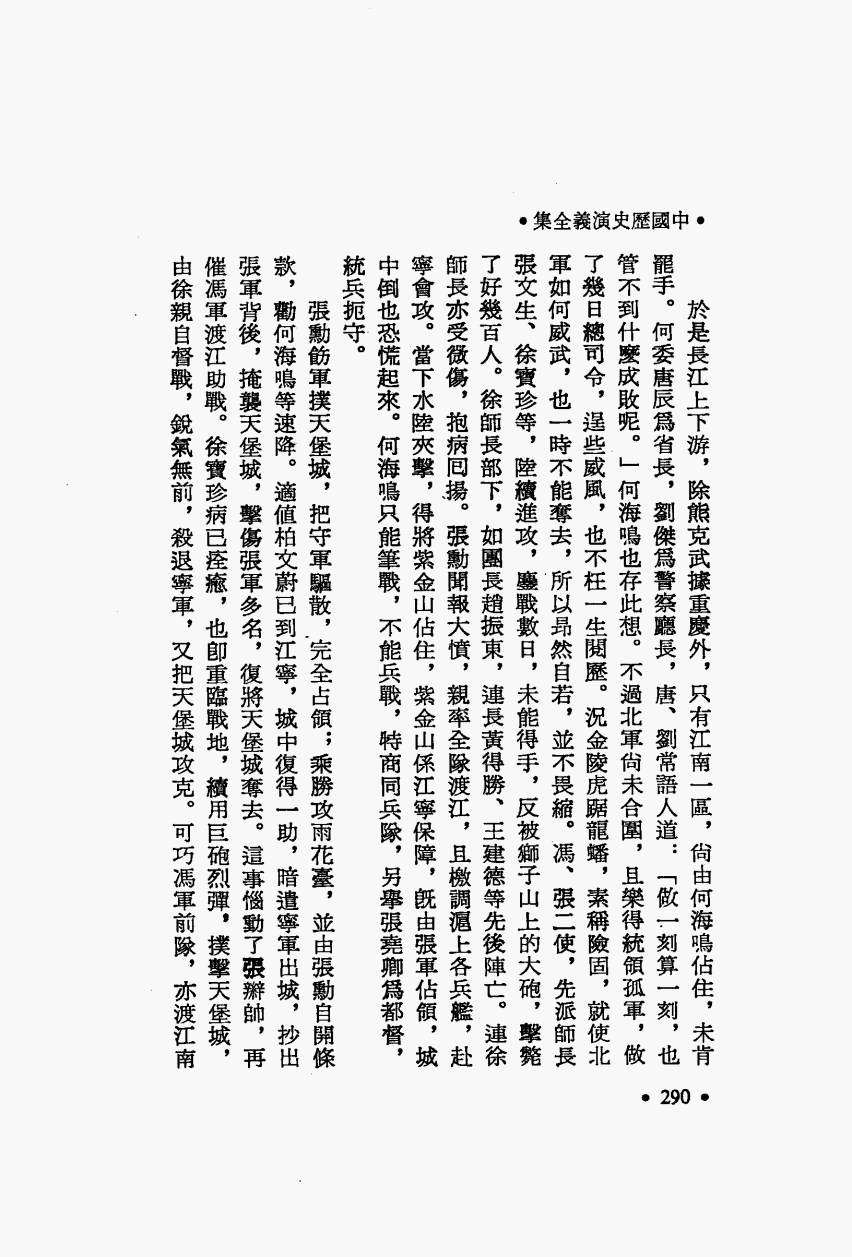 •中國歷史演義全集•
於是長江上下游，除熊克武據重慶外，只有江南一區，尙由何海鳴佔住，未肯
罷手。何委唐辰爲省長，劉傑爲警察廳長，唐、劉常語人道：「做一刻算一刻，也
管不到什麼成敗呢。」何海鳴也存此想。不過北軍尙未合圍，且樂得統領孤軍，做
了幾日總司令，逞些威風，也不枉一生閱歷。況金陵虎踞龍蟠，素稱險固，就使北
軍如何威武，也一時不能奪去，所以昂然自若，並不畏縮。馮、張二使，先派師長
張文生、徐寶珍等，陸續進攻，鏖戰數日，未能得手，反被獅子山上的大砲，擊斃
了好幾百人。徐師長部下，如團長趙振東，連長黃得勝、王建德等先後陣亡。連徐
師長亦受微傷，抱病囘揚。張勳聞報大憤，親率全隊渡江，且檄調滬上各兵艦，赴
寧會攻。當下水陸夾擊，得將紫金山佔住，紫金山係江寧保障，旣由張軍佔領，城
中倒也恐慌起來。何海鳴只能筆戰，不能兵戰，特商同兵隊，另舉張堯卿爲都督，
統兵扼守。
張勳飭軍撲天堡城，把守軍驅散，完全占領；乘勝攻雨花臺，並由張勳自開條
款，勸何海鳴等速降。適值柏文蔚已到江寧，城中復得一助，暗遣寧軍出城，抄出
張軍背後，掩襲天堡城，擊傷張軍多名，復將天堡城奪去。這事惱動了張辮帥，再
催馮軍渡江助戰。徐寶珍病已痊癒，也卽重臨戰地，續用巨砲烈彈，撲擊天堡城，
由徐親自督戰，銳氣無前，殺退寧軍，又把天堡城攻克。可巧馮軍前隊，亦渡江南
• 290 •